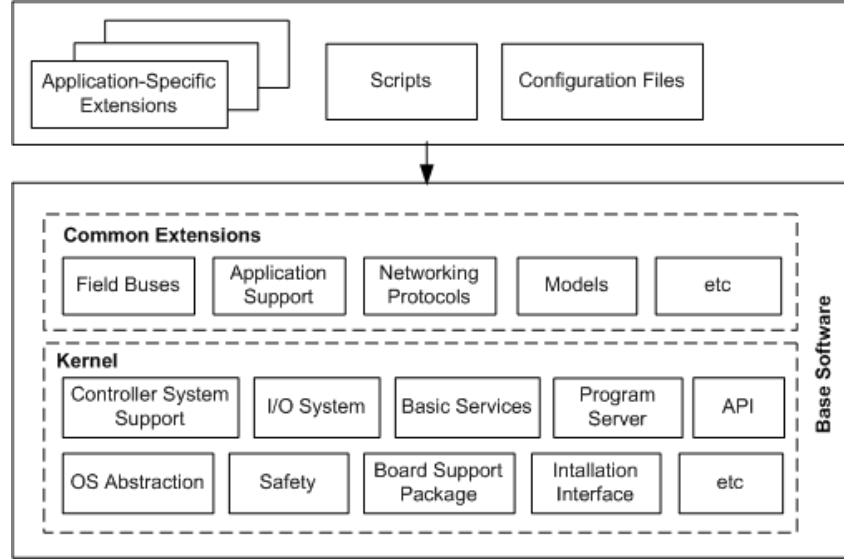 Application-Specific
Extensions
Scripts
Configuration Files
Common Extensions
Field Buses
Application
Support
Networking
Protocols
Models
etc
Kernel
Controller System
Support
I/O System
Basic Services
Program
Server
API
OS Abstraction
Safety
Board Support
Package
Intallation
Interface
etc
Base Software